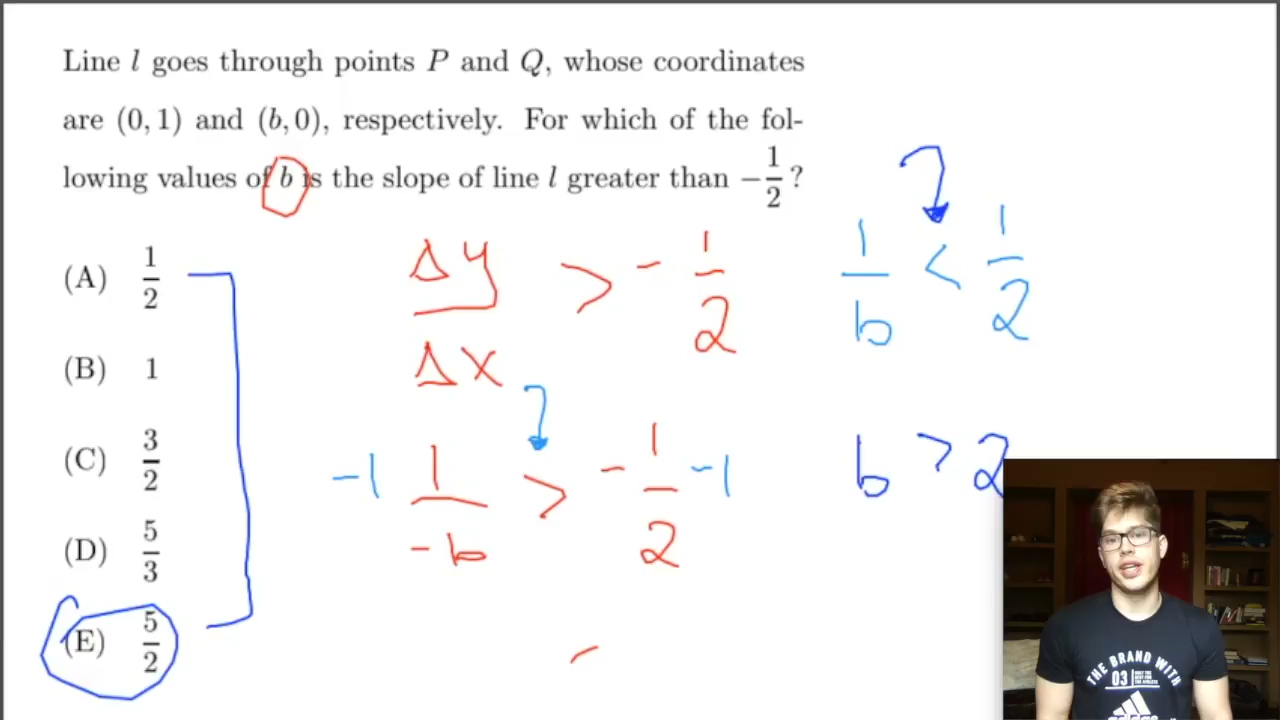 Line l goes through points P and Q, whose coordinates
are (0, 1) and (b, 0), respectively. For which of the fol-
lowing values of b is the slope of line l greater than −1/2?
(A) 1/2
(B) 1
(C) 3/2
(D) 5/3
(E) 5/2
Δy/Δx > -1/2
-1 1/-b > -1/2 -1
1/b < 1/2
b > 2
THE BRAND WITH
03
adidas